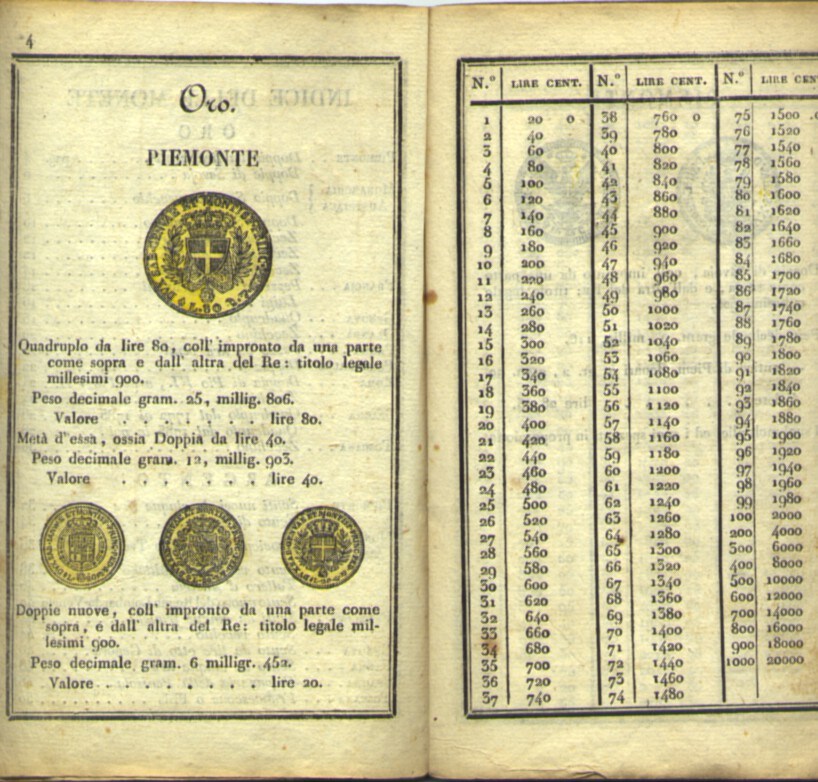 4
Oro.
PIEMONTE
Quadruplo da lire 80, coll' impronto da una parte
come sopra e dall' altra del Re: titolo legale
millesimi 900.
Peso decimale gram. 25, millig. 806.
Valore . . . . . . . lire 80.
Metà d'essa, ossia Doppia da lire 40.
Peso decimale gram. 12, millig. 903.
Valore . . . . . . . lire 40.
Doppie nuove, coll' impronto da una parte come
sopra, e dall' altra del Re: titolo legale mil-
lesimi 900.
Peso decimale gram. 6 milligr. 452.
Valore . . . . . . . . lire 20.
N.° LIRE CENT. N.° LIRE CENT. N.° LIRE CEN
1 20 0 38 760 0 75 1500 0
2 40 39 780 76 1520
3 60 40 800 77 1540
4 80 41 820 78 1560
5 100 42 840 79 1580
6 120 43 860 80 1600
7 140 44 880 81 1620
8 160 45 900 82 1640
9 180 46 920 83 1660
10 200 47 940 84 1680
11 220 48 960 85 1700
12 240 49 980 86 1720
13 260 50 1000 87 1740
14 280 51 1020 88 1760
15 300 52 1040 89 1780
16 320 53 1060 90 1800
17 340 54 1080 91 1820
18 360 55 1100 92 1840
19 380 56 1120 93 1860
20 400 57 1140 94 1880
21 420 58 1160 95 1900
22 440 59 1180 96 1920
23 460 60 1200 97 1940
24 480 61 1220 98 1960
25 500 62 1240 99 1980
26 520 63 1260 100 2000
27 540 64 1280 200 4000
28 560 65 1300 300 6000
29 580 66 1320 400 8000
30 600 67 1340 500 10000
31 620 68 1360 600 12000
32 640 69 1380 700 14000
33 660 70 1400 800 16000
34 680 71 1420 900 18000
35 700 72 1440 1000 20000
36 720 73 1460
37 740 74 1480